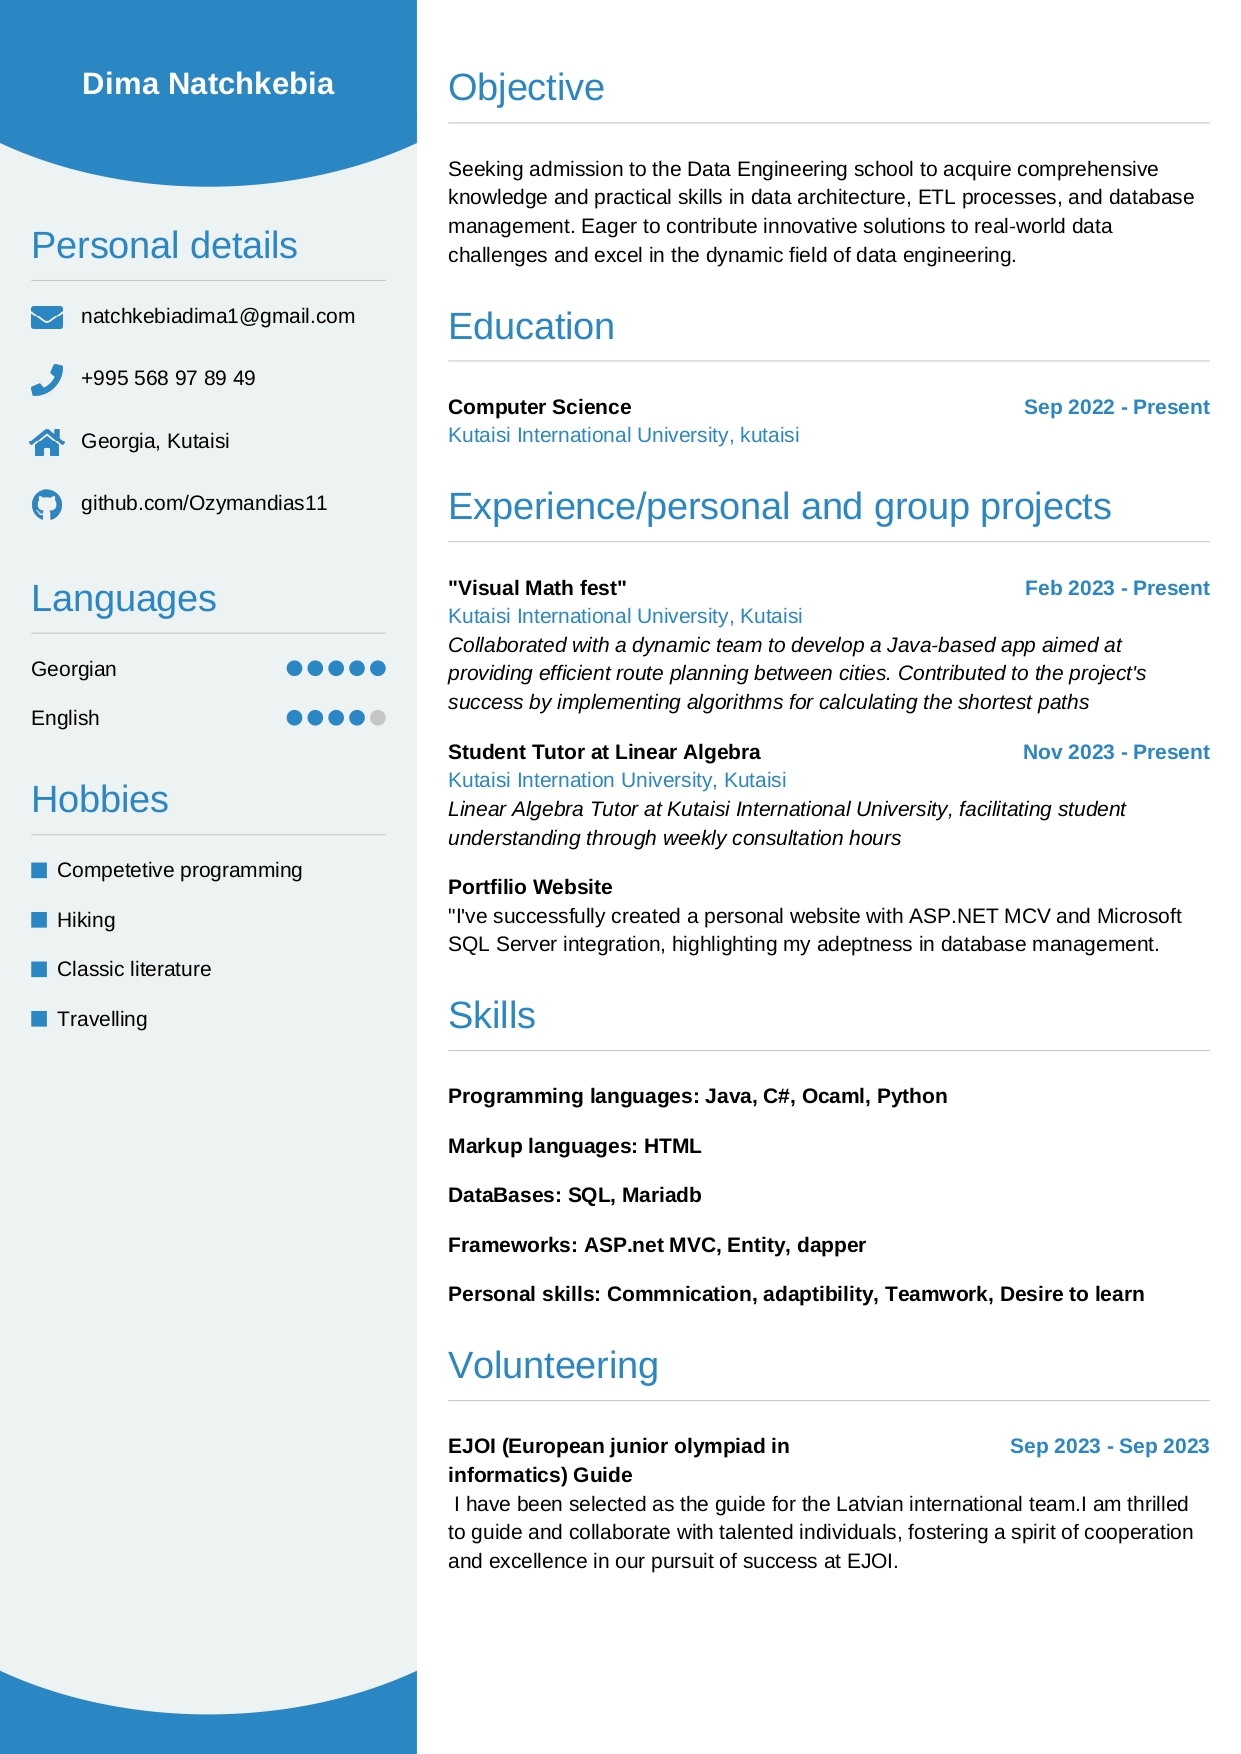 Dima Natchkebia
Personal details
natchkebiadima1@gmail.com
+995 568 97 89 49
Georgia, Kutaisi
github.com/Ozymandias11
Languages
Georgian
English
Hobbies
Competetive programming
Hiking
Classic literature
Travelling
Objective
Seeking admission to the Data Engineering school to acquire comprehensive
knowledge and practical skills in data architecture, ETL processes, and database
management. Eager to contribute innovative solutions to real-world data
challenges and excel in the dynamic field of data engineering.
Education
Computer Science Sep 2022 - Present
Kutaisi International University, kutaisi
Experience/personal and group projects
"Visual Math fest" Feb 2023 - Present
Kutaisi International University, Kutaisi
Collaborated with a dynamic team to develop a Java-based app aimed at
providing efficient route planning between cities. Contributed to the project's
success by implementing algorithms for calculating the shortest paths
Student Tutor at Linear Algebra Nov 2023 - Present
Kutaisi Internation University, Kutaisi
Linear Algebra Tutor at Kutaisi International University, facilitating student
understanding through weekly consultation hours
Portfilio Website
"I've successfully created a personal website with ASP.NET MCV and Microsoft
SQL Server integration, highlighting my adeptness in database management.
Skills
Programming languages: Java, C#, Ocaml, Python
Markup languages: HTML
DataBases: SQL, Mariadb
Frameworks: ASP.net MVC, Entity, dapper
Personal skills: Commnication, adaptibility, Teamwork, Desire to learn
Volunteering
EJOI (European junior olympiad in Sep 2023 - Sep 2023
informatics) Guide
I have been selected as the guide for the Latvian international team.I am thrilled
to guide and collaborate with talented individuals, fostering a spirit of cooperation
and excellence in our pursuit of success at EJOI.